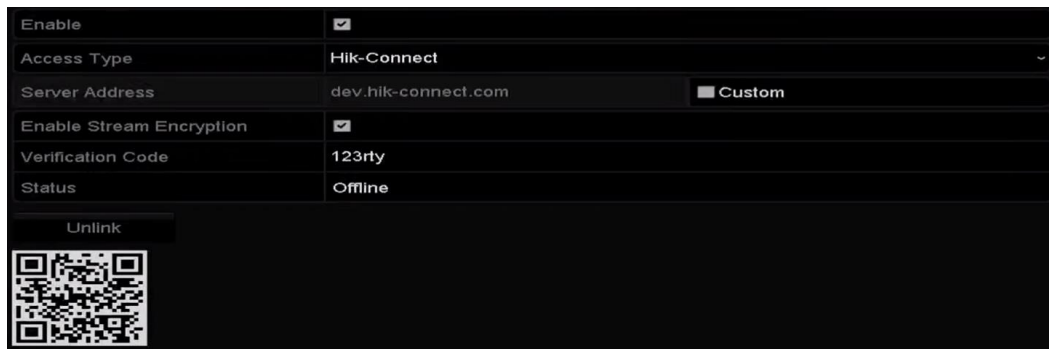 Enable
Access Type Hik-Connect
Server Address dev.hik-connect.com Custom
Enable Stream Encryption
Verification Code 123rty
Status Offline
Unlink